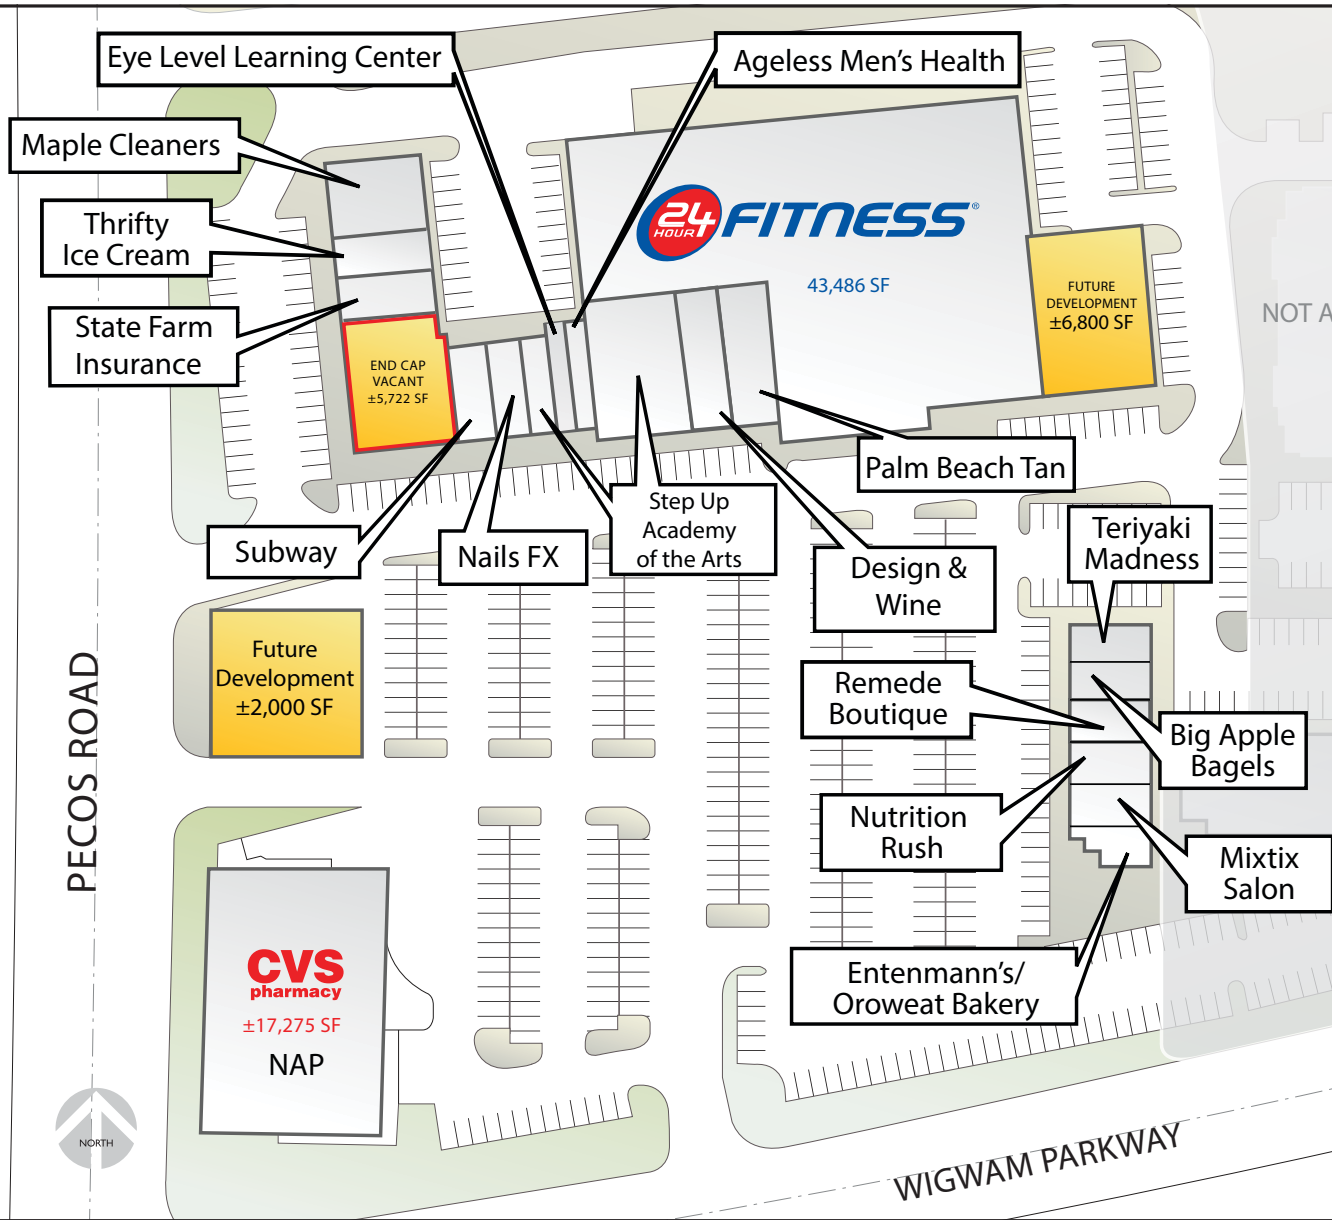 Eye Level Learning Center
Ageless Men's Health
Maple Cleaners
Thrifty
Ice Cream
State Farm
Insurance
24
HOUR
FITNESS®
43,486 SF
FUTURE
DEVELOPMENT
±6,800 SF
NOT A
END CAP
VACANT
±5,722 SF
Palm Beach Tan
Subway
Nails FX
Step Up
Academy
of the Arts
Design &
Wine
Teriyaki
Madness
Future
Development
±2,000 SF
Remede
Boutique
Big Apple
Bagels
Nutrition
Rush
Mixtix
Salon
PECOS ROAD
CVS
pharmacy
±17,275 SF
NAP
Entenmann's/
Oroweat Bakery
NORTH
WIGWAM PARKWAY